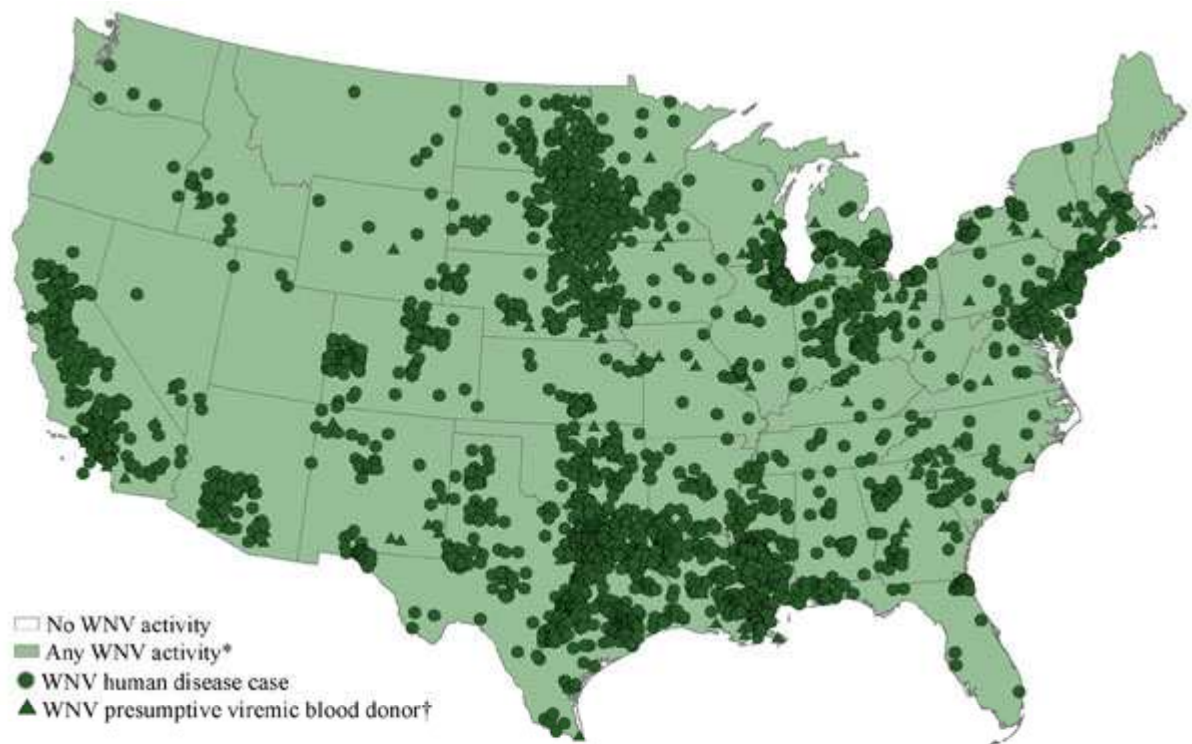 No WNV activity
Any WNV activity*
WNV human disease case
WNV presumptive viremic blood donor†